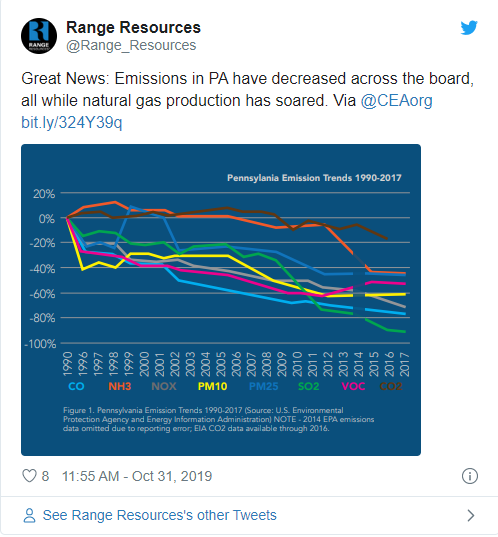 Range Resources
@Range_Resources
RANGE
Great News: Emissions in PA have decreased across the board,
all while natural gas production has soared. Via @CEAorg
bit.ly/324Y39q
Pennsylvania Emission Trends 1990-2017
20%
0%
-20%
-40%
-60%
-80%
-100%
1990 1996 1997 1998 1999 2000 2001 2002 2003 2004 2005 2006 2007 2008 2009 2010 2011 2012 2013 2014 2015 2016 2017
CO NH3 NOX PM10 PM25 SO2 VOC CO2
Figure 1. Pennsylvania Emission Trends 1990-2017 (Source: U.S. Environmental
Protection Agency and Energy Information Administration) NOTE - 2014 EPA emissions
data omitted due to reporting error; EIA CO2 data available through 2016.
8 11:55 AM - Oct 31, 2019
See Range Resources's other Tweets